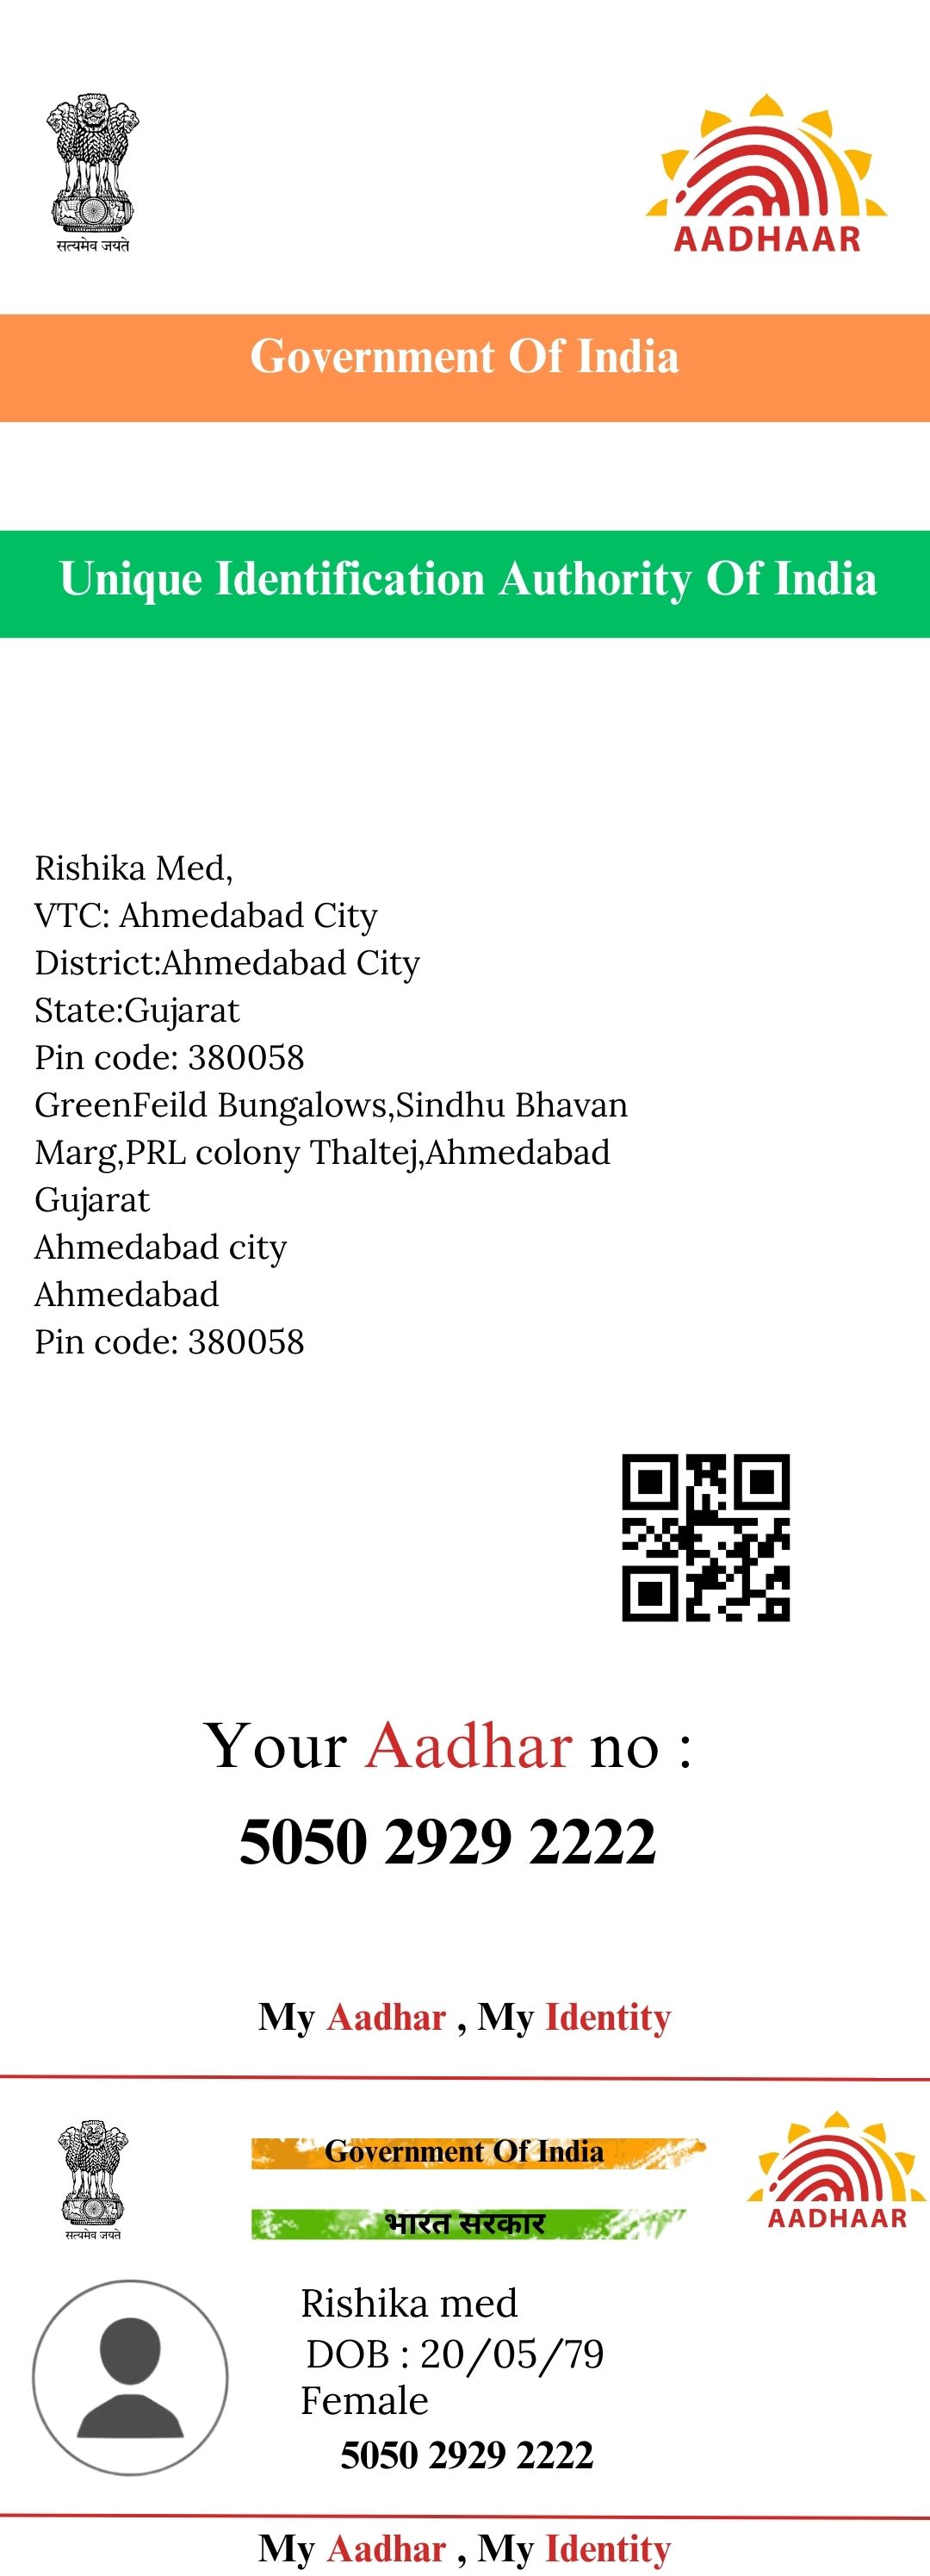 सत्यमेव जयते
AADHAAR
Government Of India
Unique Identification Authority Of India
Rishika Med,
VTC: Ahmedabad City
District:Ahmedabad City
State:Gujarat
Pin code: 380058
GreenFeild Bungalows,Sindhu Bhavan
Marg,PRL colony Thaltej,Ahmedabad
Gujarat
Ahmedabad city
Ahmedabad
Pin code: 380058
Your Aadhar no :
5050 2929 2222
My Aadhar , My Identity
सत्यमेव जयते
Government Of India
AADHAAR
भारत सरकार
Rishika med
DOB : 20/05/79
Female
5050 2929 2222
My Aadhar , My Identity